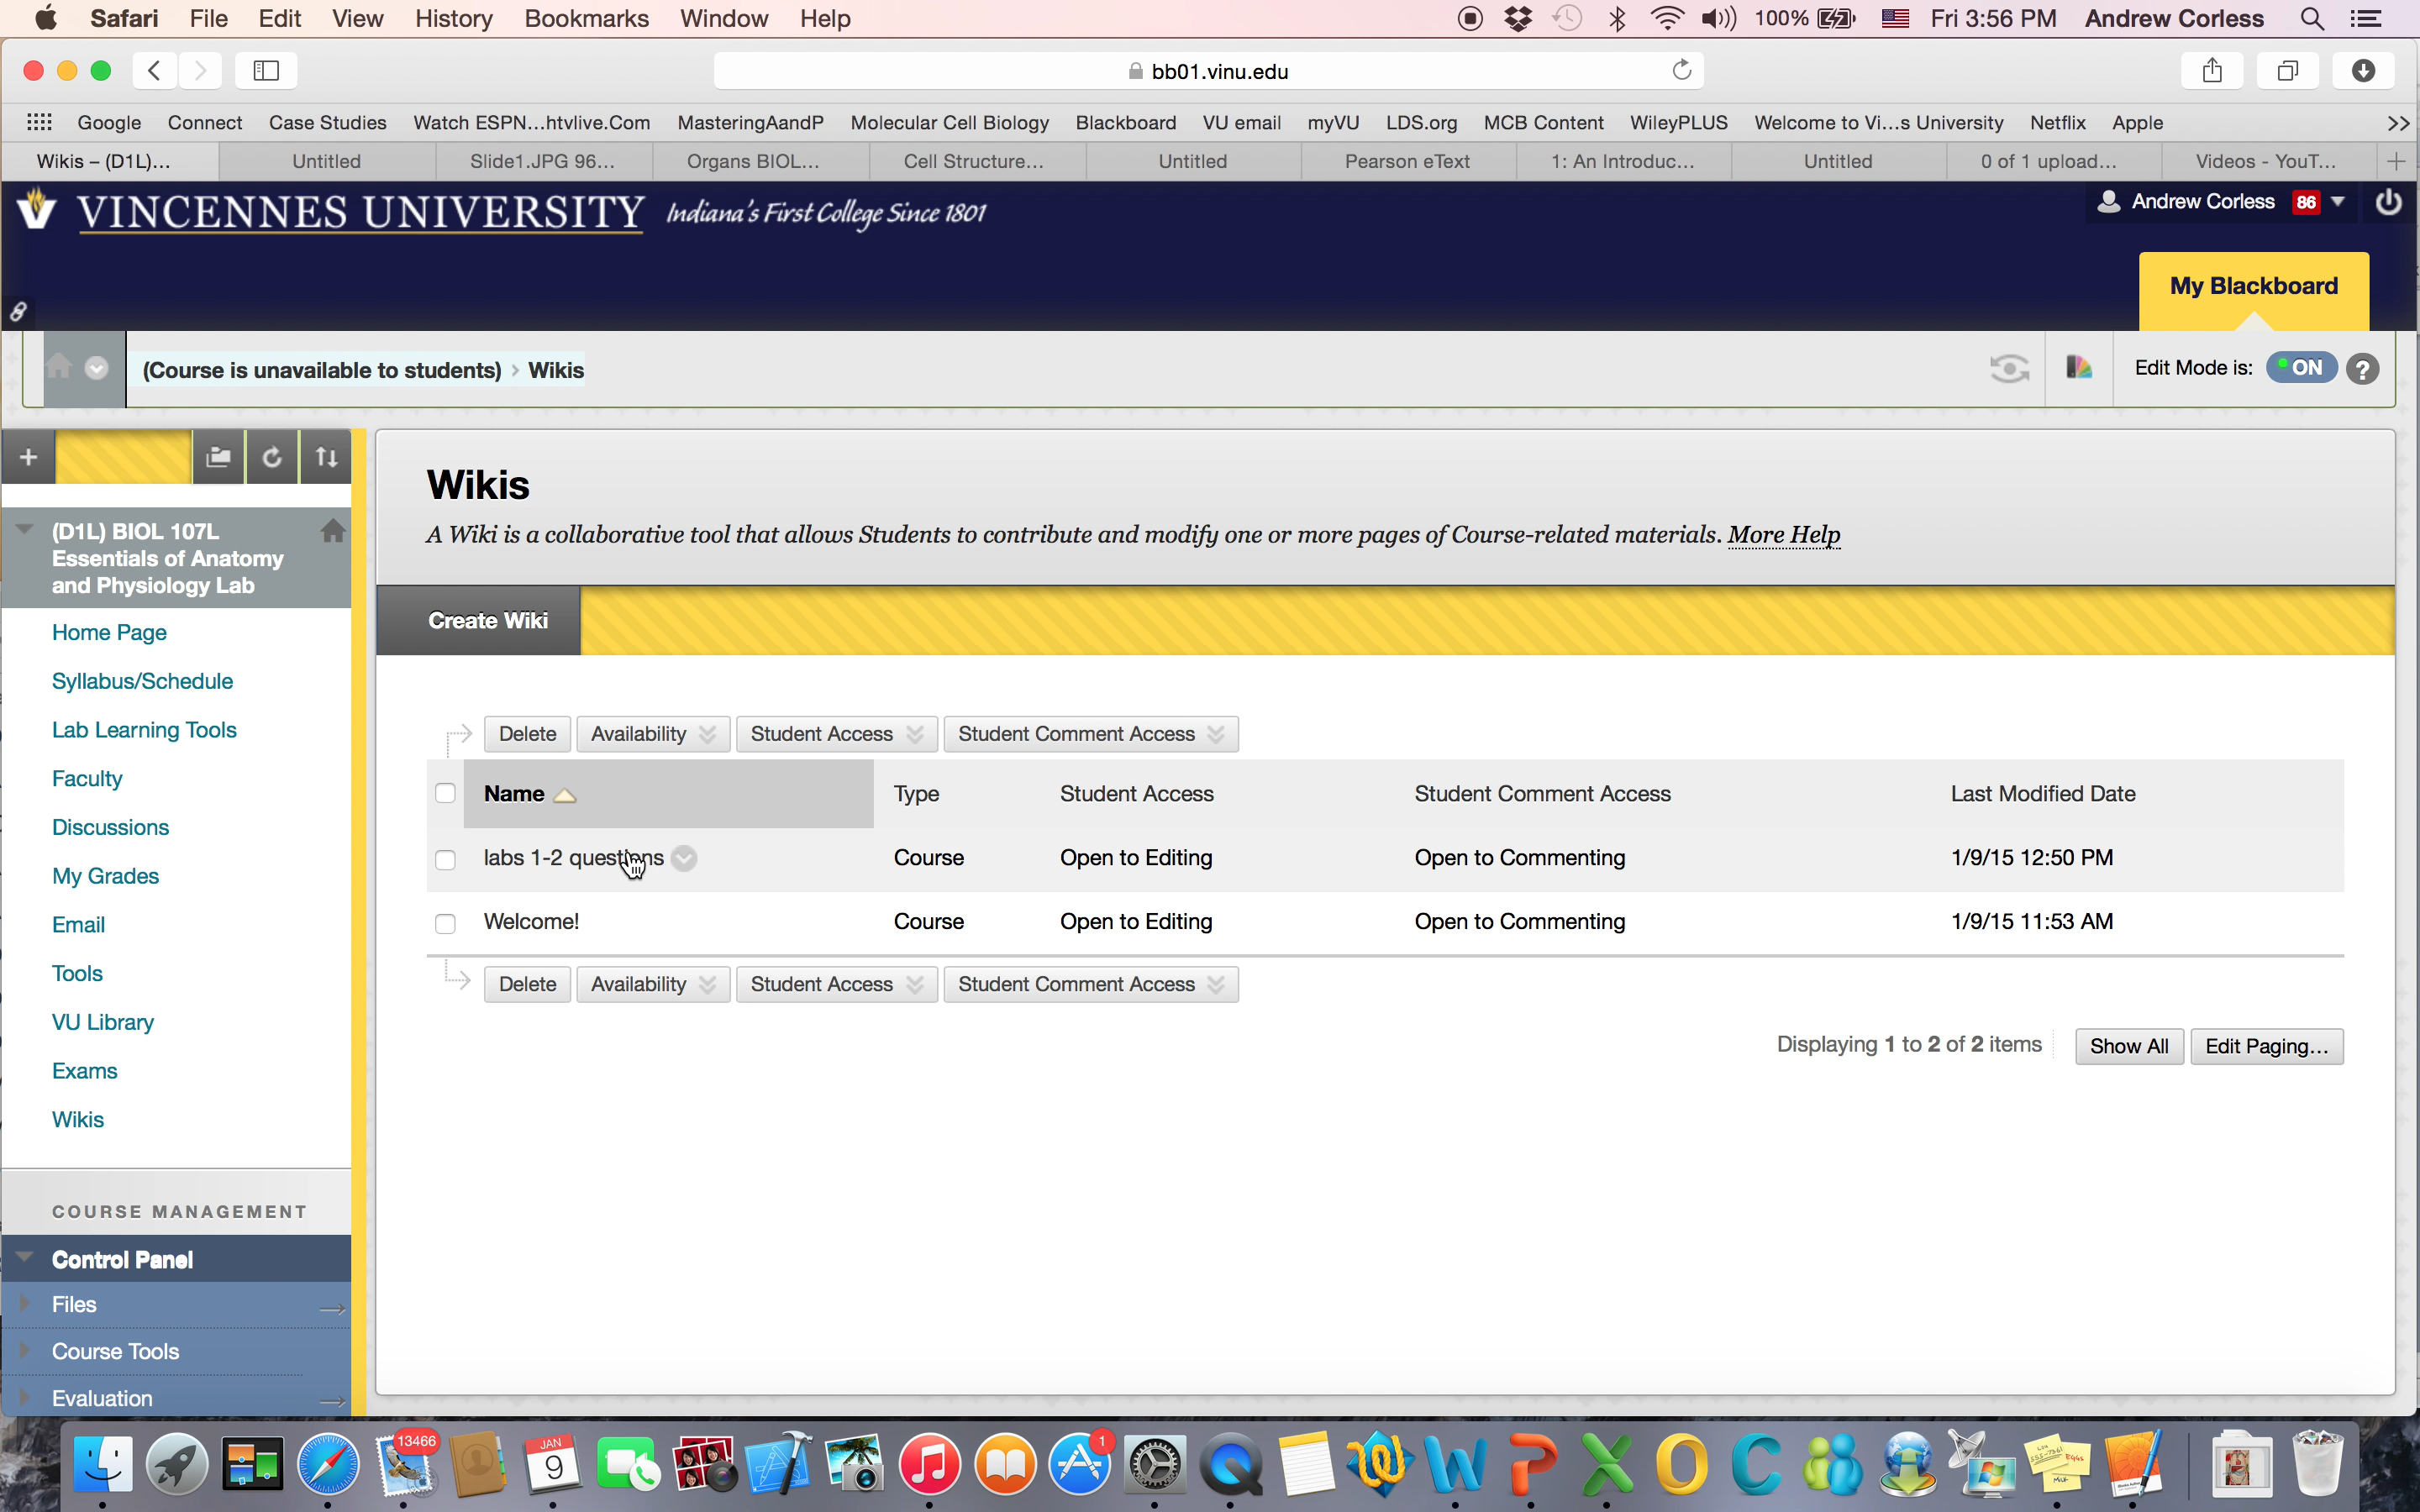 Safari File Edit View History Bookmarks Window Help 100% Fri 3:56 PM Andrew Corless
bb01.vinu.edu
Google Connect Case Studies Watch ESPN...htvlive.Com MasteringAandP Molecular Cell Biology Blackboard VU email myVU LDS.org MCB Content WileyPLUS Welcome to Vi...s University Netflix Apple >>
Wikis – (D1L)... Untitled Slide1.JPG 96... Organs BIOL... Cell Structure... Untitled Pearson eText 1: An Introduc... Untitled 0 of 1 upload... Videos - YouT... +
VINCENNES UNIVERSITY Indiana's First College Since 1801 Andrew Corless 86
My Blackboard
(Course is unavailable to students) > Wikis Edit Mode is: ON ?
+
(D1L) BIOL 107L
Essentials of Anatomy
and Physiology Lab
Home Page
Syllabus/Schedule
Lab Learning Tools
Faculty
Discussions
My Grades
Email
Tools
VU Library
Exams
Wikis
COURSE MANAGEMENT
Control Panel
Files
Course Tools
Evaluation
Wikis
A Wiki is a collaborative tool that allows Students to contribute and modify one or more pages of Course-related materials. More Help
Create Wiki
Delete Availability Student Access Student Comment Access
Name Type Student Access Student Comment Access Last Modified Date
labs 1-2 questions Course Open to Editing Open to Commenting 1/9/15 12:50 PM
Welcome! Course Open to Editing Open to Commenting 1/9/15 11:53 AM
Delete Availability Student Access Student Comment Access
Displaying 1 to 2 of 2 items Show All Edit Paging...
13466
JAN
9
1